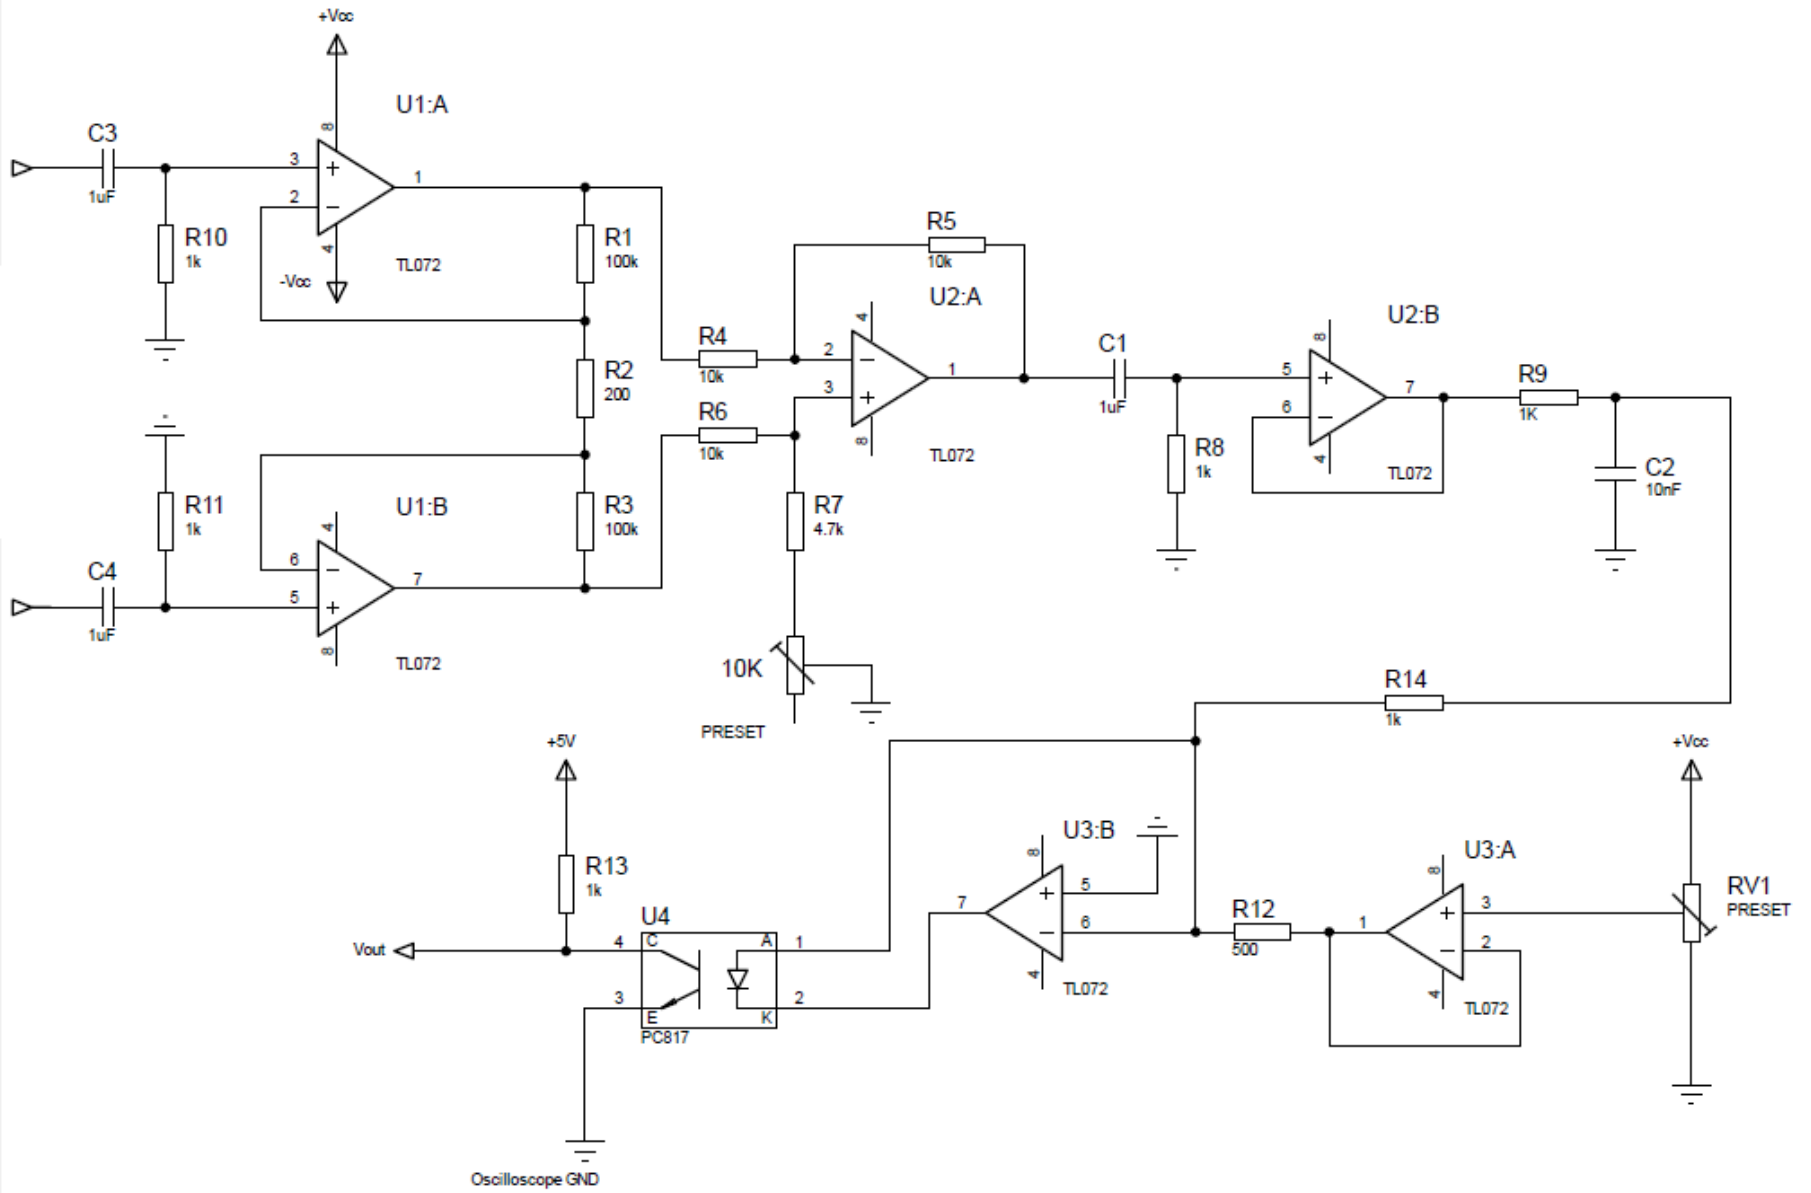 +Vcc
U1:A
8
C3
3
+
1
1uF
2
−
R10
1k
4
R1
100k
TL072
-Vcc
R5
10k
U2:A
U2:B
R4
10k
4
2
−
1
3
+
8
TL072
C1
1uF
8
5
+
7
6
−
4
TL072
R9
1K
R2
200
R6
10k
R8
1k
C2
10nF
R11
1k
U1:B
4
R3
100k
R7
4.7k
C4
1uF
6
−
7
5
+
8
TL072
10K
PRESET
R14
1k
+5V
+Vcc
U3:B
8
U3:A
8
R13
1k
5
+
7
6
−
4
TL072
R12
500
1
3
+
2
−
4
TL072
RV1
PRESET
U4
Vout
4
C
A
1
3
E
K
2
PC817
Oscilloscope GND